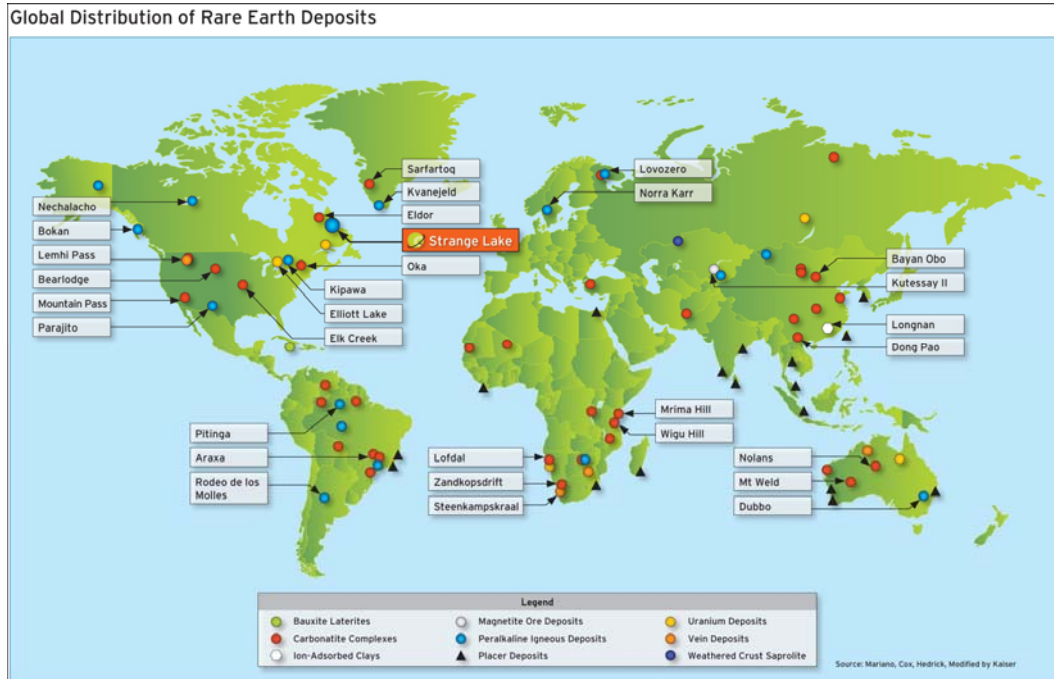 Global Distribution of Rare Earth Deposits
Sarfartoq
Kvanejeld
Eldor
Strange Lake
Oka
Kipawa
Elliott Lake
Elk Creek
Nechalacho
Bokan
Lemhi Pass
Bearlodge
Mountain Pass
Parajito
Lovozero
Norra Karr
Bayan Obo
Kutessay II
Longnan
Dong Pao
Pitinga
Araxa
Rodeo de los
Molles
Mrima Hill
Wigu Hill
Lofdal
Zandkopsdrift
Steenkampskraal
Nolans
Mt Weld
Dubbo
Legend
Bauxite Laterites
Magnetite Ore Deposits
Uranium Deposits
Carbonatite Complexes
Peralkaline Igneous Deposits
Vein Deposits
Ion-Adsorbed Clays
Placer Deposits
Weathered Crust Saprolite
Source: Mariano, Cox, Hedrick, Modified by Kaiser